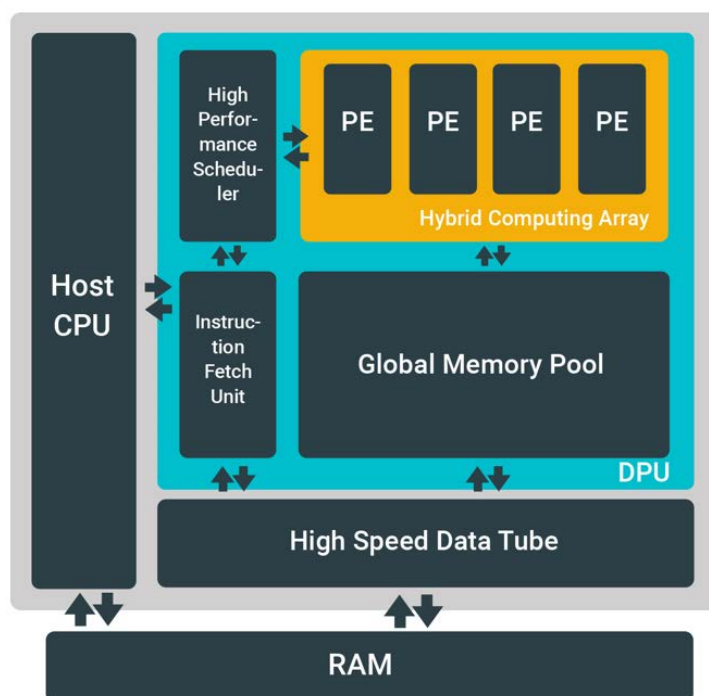 Host
CPU
High
Perfor-
mance
Schedu-
ler
PE
PE
PE
PE
Hybrid Computing Array
Instruc-
tion
Fetch
Unit
Global Memory Pool
DPU
High Speed Data Tube
RAM